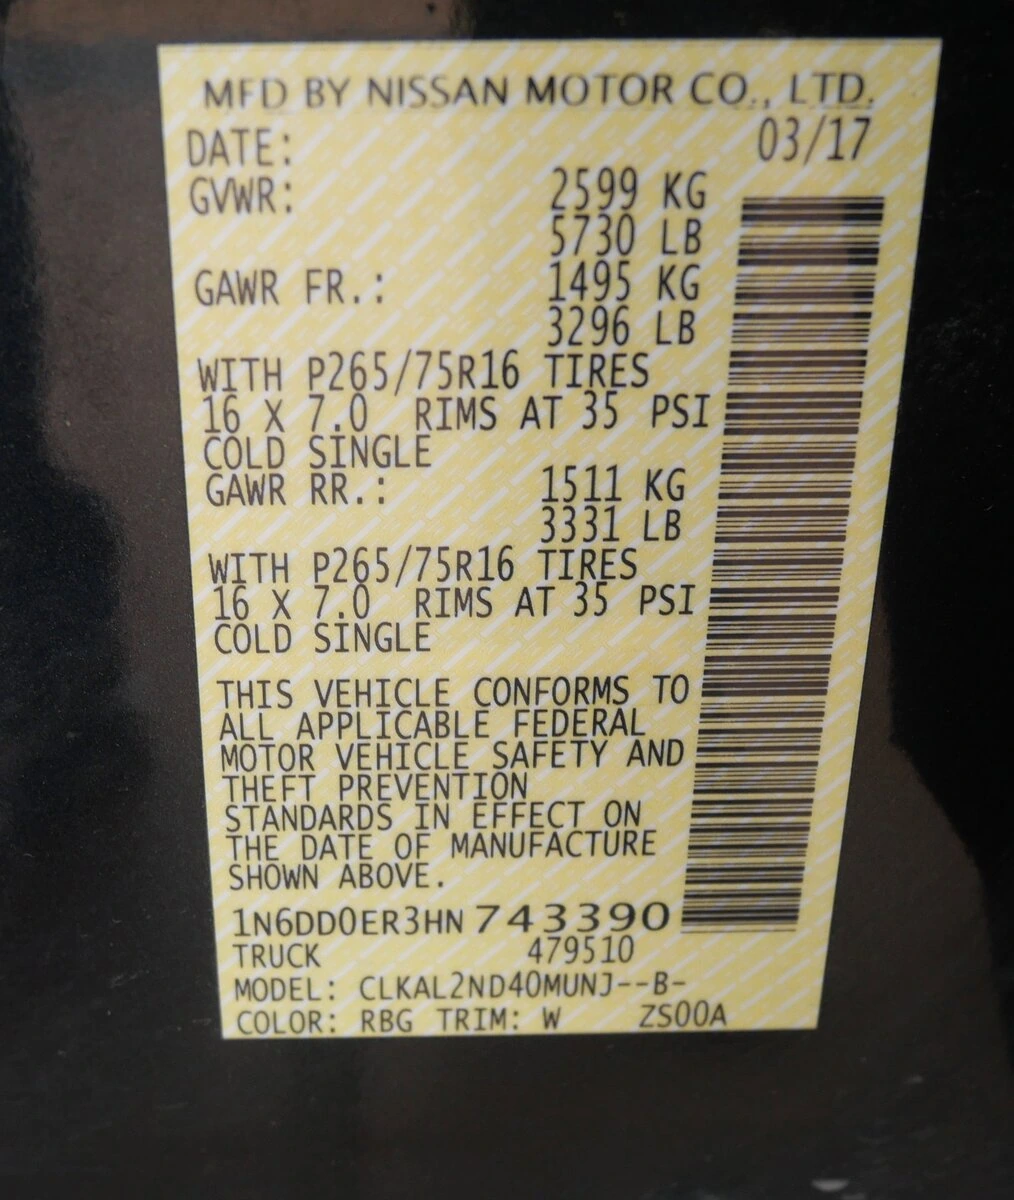 MFD BY NISSAN MOTOR CO., LTD.
DATE: 03/17
GVWR: 2599 KG
5730 LB
GAWR FR.: 1495 KG
3296 LB
WITH P265/75R16 TIRES
16 X 7.0 RIMS AT 35 PSI
COLD SINGLE
GAWR RR.: 1511 KG
3331 LB
WITH P265/75R16 TIRES
16 X 7.0 RIMS AT 35 PSI
COLD SINGLE
THIS VEHICLE CONFORMS TO
ALL APPLICABLE FEDERAL
MOTOR VEHICLE SAFETY AND
THEFT PREVENTION
STANDARDS IN EFFECT ON
THE DATE OF MANUFACTURE
SHOWN ABOVE.
1N6DD0ER3HN743390
TRUCK 479510
MODEL: CLKAL2ND40MUNJ--B-
COLOR: RBG TRIM: W ZS00A